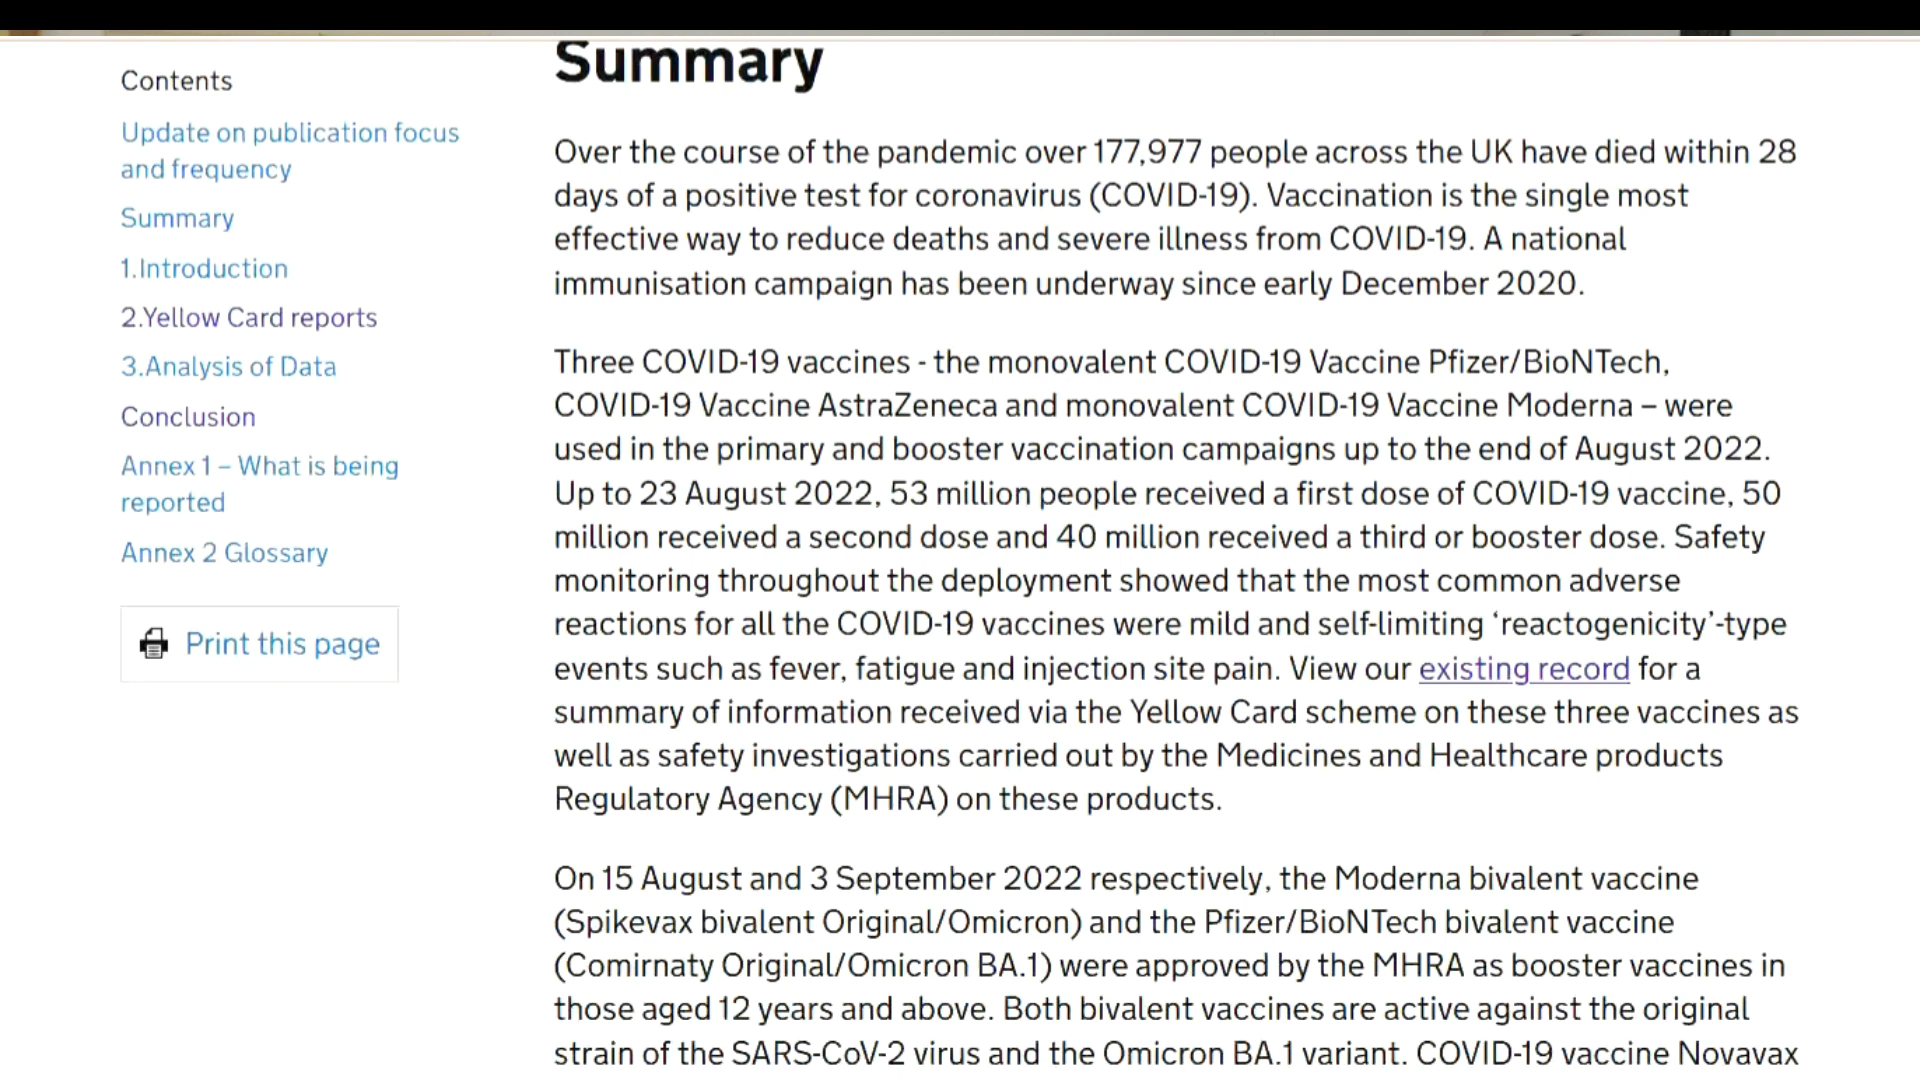 Contents
Update on publication focus
and frequency
Summary
1.Introduction
2.Yellow Card reports
3.Analysis of Data
Conclusion
Annex 1 – What is being
reported
Annex 2 Glossary
Print this page
Summary
Over the course of the pandemic over 177,977 people across the UK have died within 28
days of a positive test for coronavirus (COVID-19). Vaccination is the single most
effective way to reduce deaths and severe illness from COVID-19. A national
immunisation campaign has been underway since early December 2020.
Three COVID-19 vaccines - the monovalent COVID-19 Vaccine Pfizer/BioNTech,
COVID-19 Vaccine AstraZeneca and monovalent COVID-19 Vaccine Moderna – were
used in the primary and booster vaccination campaigns up to the end of August 2022.
Up to 23 August 2022, 53 million people received a first dose of COVID-19 vaccine, 50
million received a second dose and 40 million received a third or booster dose. Safety
monitoring throughout the deployment showed that the most common adverse
reactions for all the COVID-19 vaccines were mild and self-limiting ‘reactogenicity’-type
events such as fever, fatigue and injection site pain. View our existing record for a
summary of information received via the Yellow Card scheme on these three vaccines as
well as safety investigations carried out by the Medicines and Healthcare products
Regulatory Agency (MHRA) on these products.
On 15 August and 3 September 2022 respectively, the Moderna bivalent vaccine
(Spikevax bivalent Original/Omicron) and the Pfizer/BioNTech bivalent vaccine
(Comirnaty Original/Omicron BA.1) were approved by the MHRA as booster vaccines in
those aged 12 years and above. Both bivalent vaccines are active against the original
strain of the SARS-CoV-2 virus and the Omicron BA.1 variant. COVID-19 vaccine Novavax